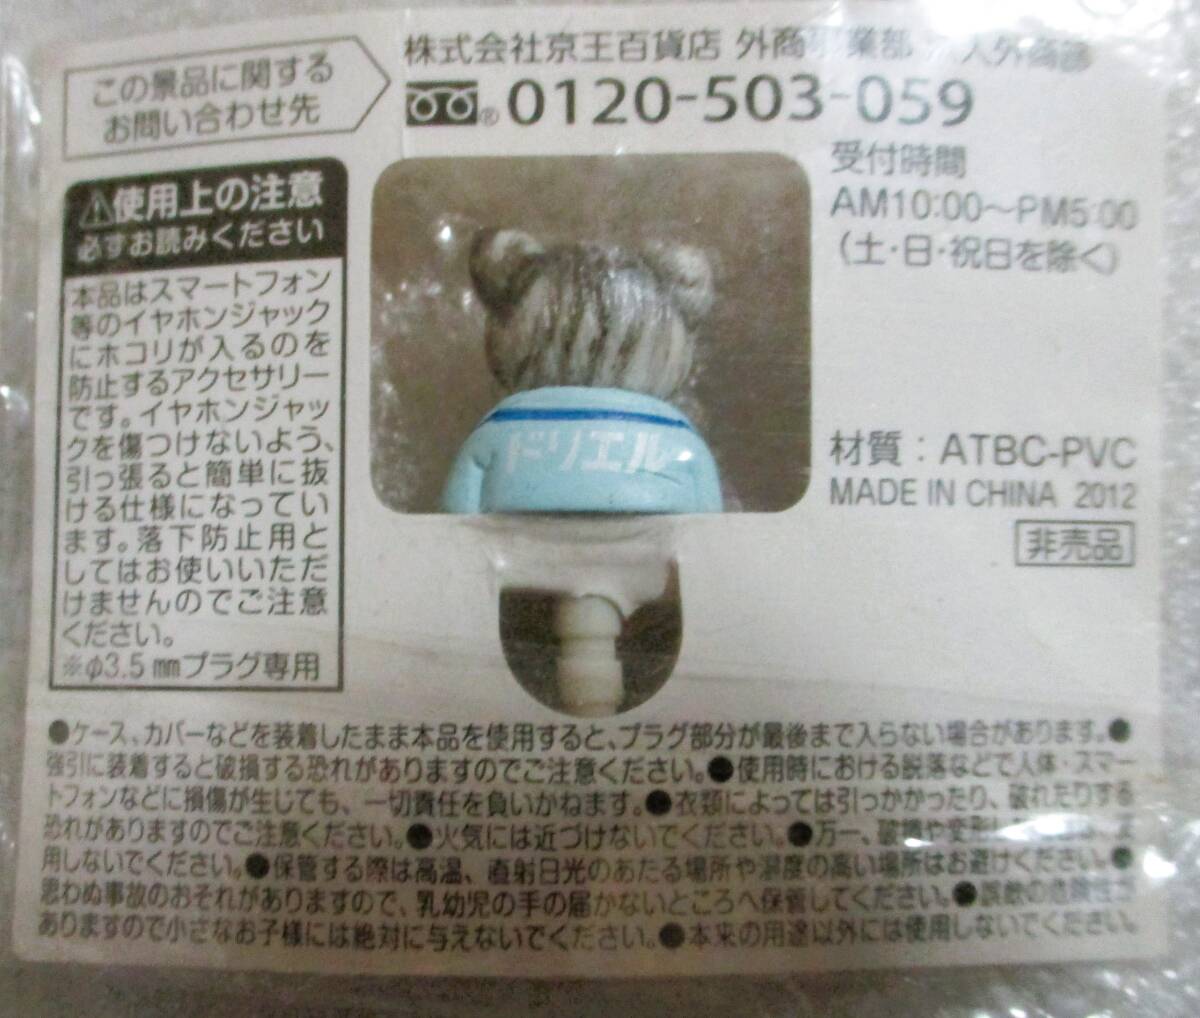 この景品に関する
お問い合わせ先
株式会社京王百貨店 外商事業部
® 0120-503-059
受付時間
AM10:00～PM5:00
(土・日・祝日を除く)
⚠使用上の注意
必ずお読みください
本品はスマートフォン
等のイヤホンジャック
にホコリが入るのを
防止するアクセサリー
です。イヤホンジャッ
クを傷つけないよう、
引っ張ると簡単に抜
ける仕様になってい
ます。落下防止用と
してはお使いいただ
けませんのでご注意
ください。
※φ3.5㎜プラグ専用
ドリエル
材質：ATBC-PVC
MADE IN CHINA 2012
非売品
●ケース、カバーなどを装着したまま本品を使用すると、プラグ部分が最後まで入らない場合があります。●
強引に装着すると破損する恐れがありますのでご注意ください。●使用時における脱落などで人体・スマー
トフォンなどに損傷が生じても、一切責任を負いかねます。●衣類によっては引っかかったり、破れたりする
恐れがありますのでご注意ください。●火気には近づけないでください。●万一、破損や変形し
用しないでください。●保管する際は高温、直射日光のあたる場所や湿度の高い場所はお避けください。●
思わぬ事故のおそれがありますので、乳幼児の手の届かないところへ保管してください。●誤飲の危険性が
ありますので小さなお子様には絶対に与えないでください。●本来の用途以外には使用しないでください。